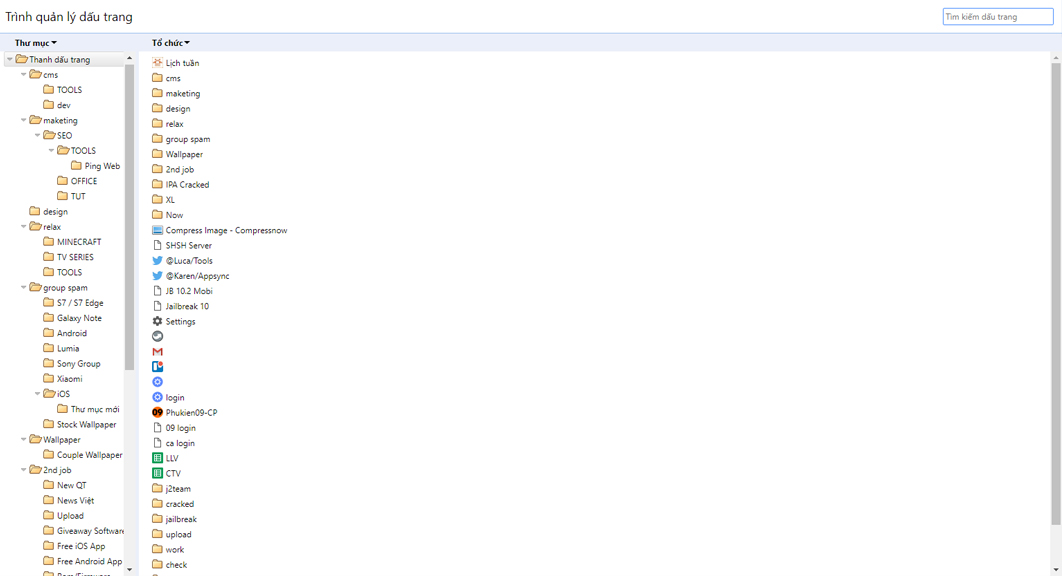 Trình quản lý dấu trang
Tìm kiếm dấu trang
Thư mục
Tổ chức
Thanh dấu trang
cms
TOOLS
dev
maketing
SEO
TOOLS
Ping Web
OFFICE
TUT
design
relax
MINECRAFT
TV SERIES
TOOLS
group spam
S7 / S7 Edge
Galaxy Note
Android
Lumia
Sony Group
Xiaomi
iOS
Thư mục mới
Stock Wallpaper
Wallpaper
Couple Wallpaper
2nd job
New QT
News Việt
Upload
Giveaway Software
Free iOS App
Free Android App
Lịch tuần
cms
maketing
design
relax
group spam
Wallpaper
2nd job
IPA Cracked
XL
Now
Compress Image - Compressnow
SHSH Server
@Luca/Tools
@Karen/Appsync
JB 10.2 Mobi
Jailbreak 10
Settings
login
09 Phukien09-CP
09 login
ca login
LLV
CTV
j2team
cracked
jailbreak
upload
work
check